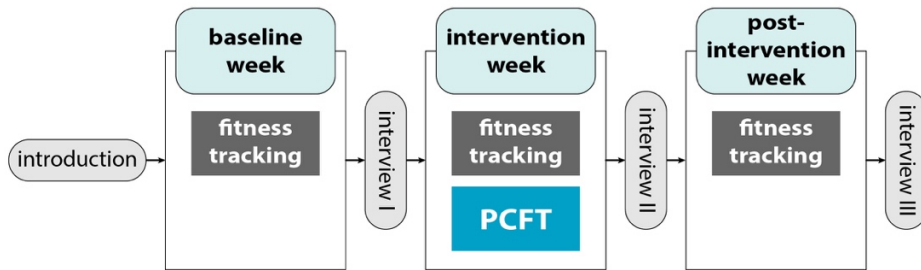 introduction
baseline
week
fitness
tracking
interview I
intervention
week
fitness
tracking
PCFT
interview II
post-
intervention
week
fitness
tracking
interview III